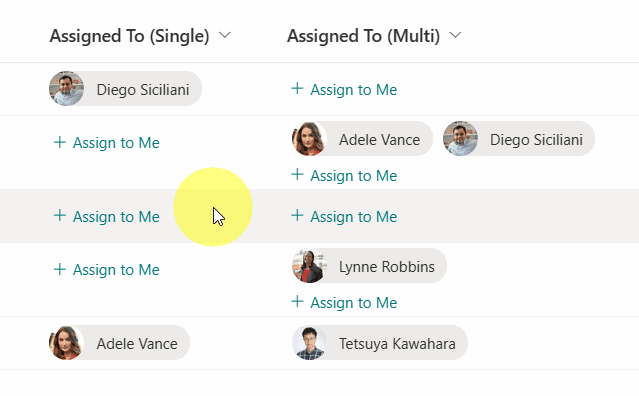 Assigned To (Single) Assigned To (Multi)
Diego Siciliani + Assign to Me
+ Assign to Me Adele Vance Diego Siciliani
+ Assign to Me
+ Assign to Me + Assign to Me
+ Assign to Me Lynne Robbins
+ Assign to Me
Adele Vance Tetsuya Kawahara